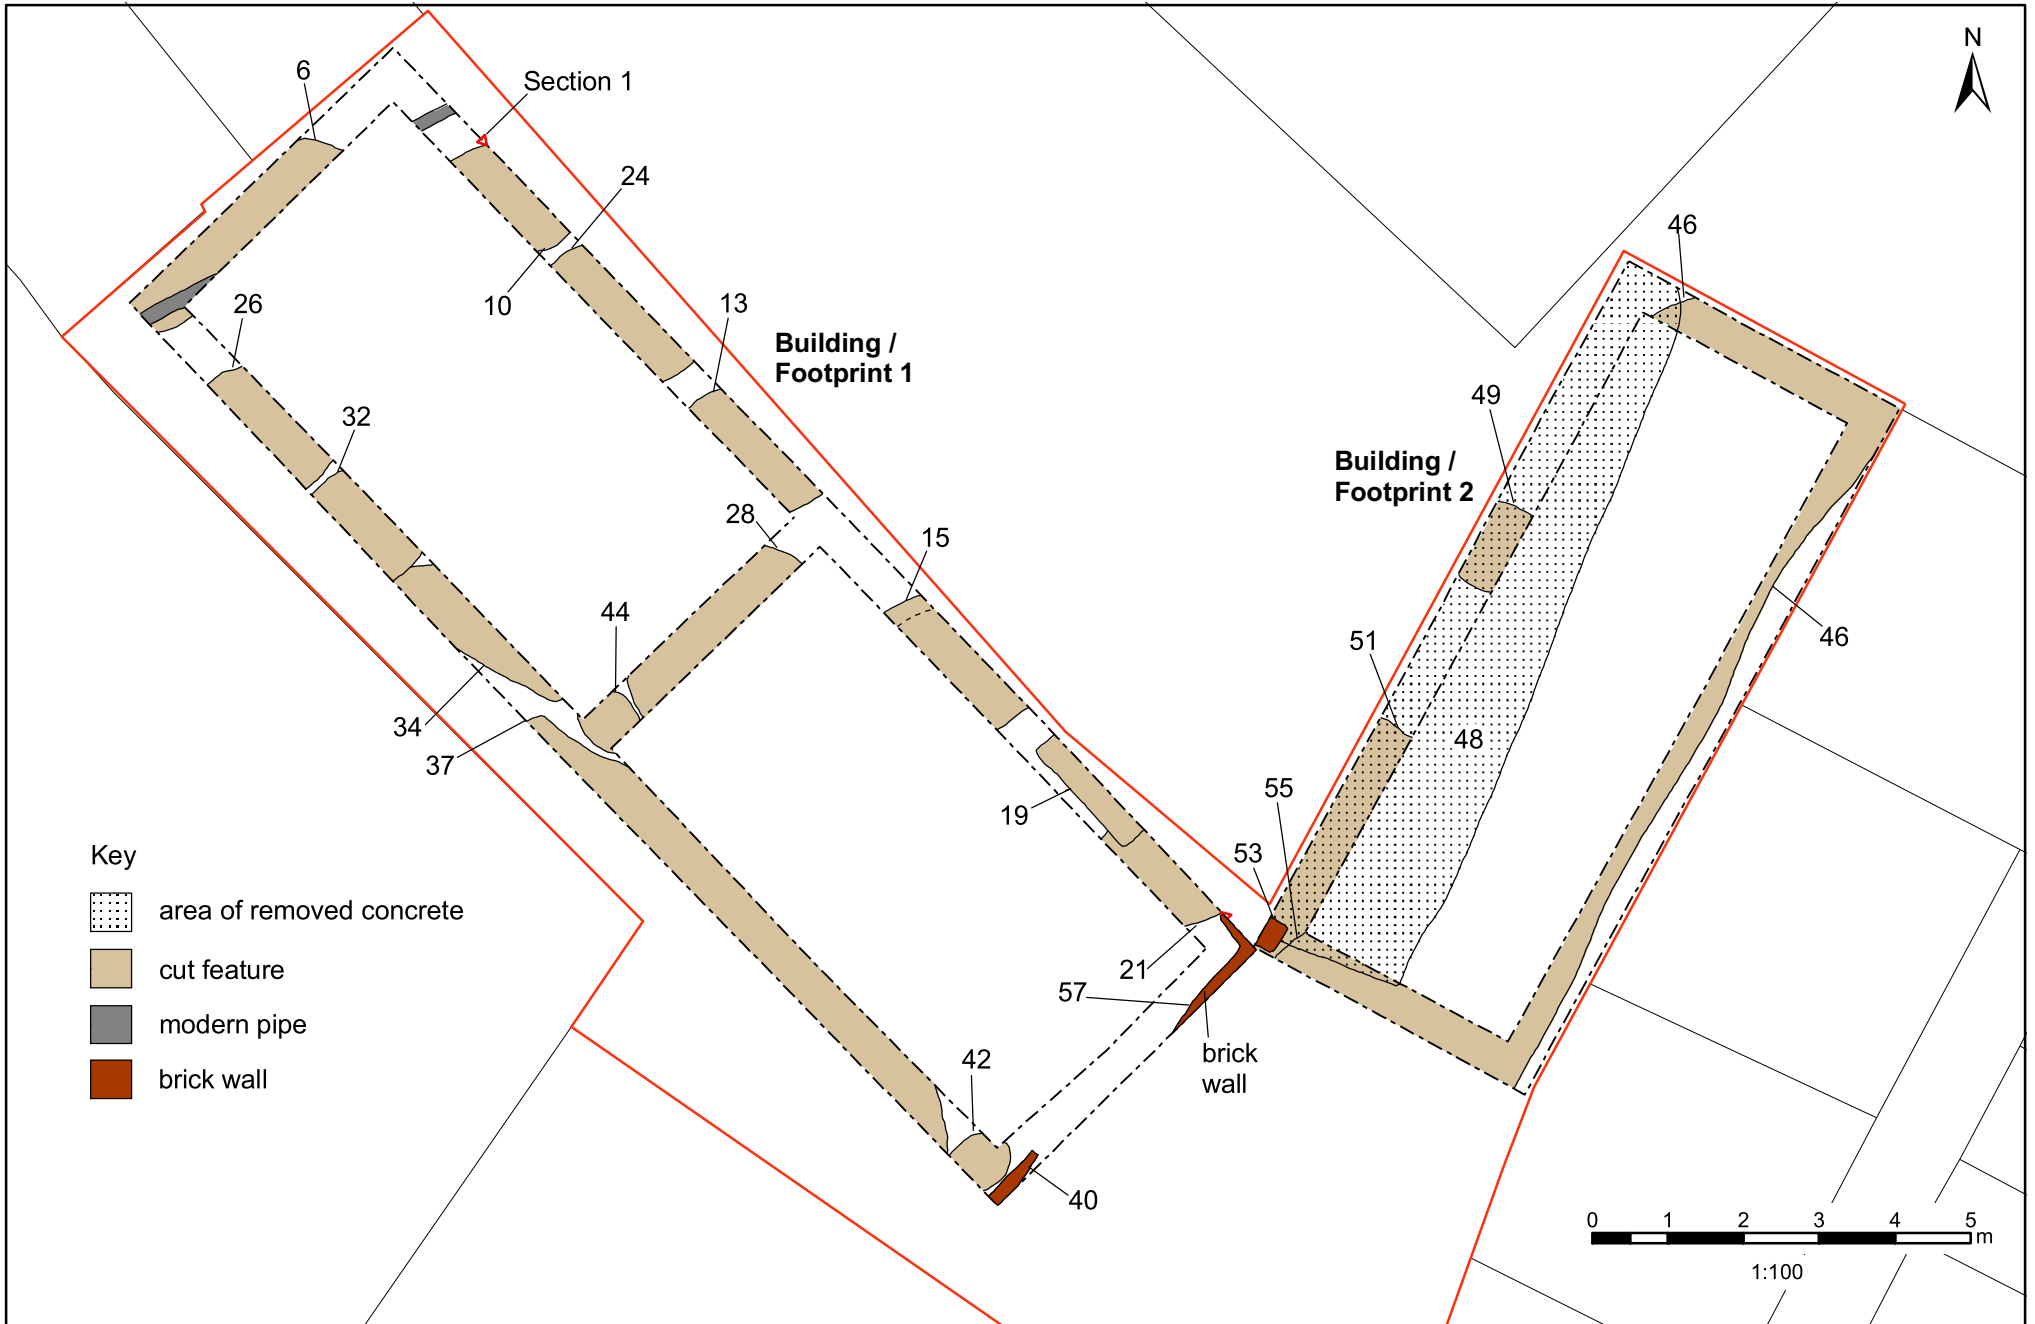 N
6
Section 1
24
46
10
26
13
Building /
Footprint 1
32
49
Building /
Footprint 2
28
15
44
51
46
34
48
37
55
19
53
Key
area of removed concrete
cut feature
modern pipe
brick wall
21
57
brick
wall
42
40
0 1 2 3 4 5
m
1:100